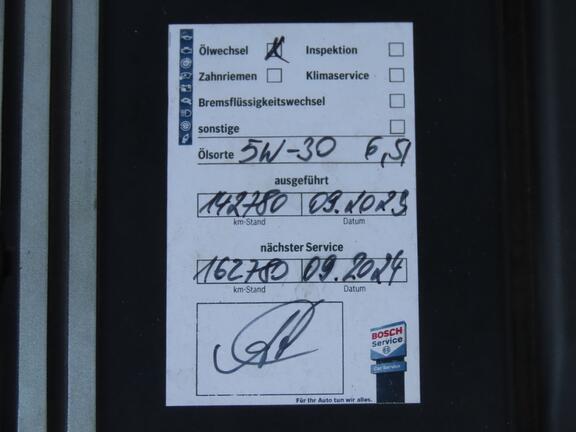 Ölwechsel Inspektion
Zahnriemen Klimaservice
Bremsflüssigkeitswechsel
sonstige
Ölsorte 5W-30 6,5l
ausgeführt
142780 09.2023
km-Stand Datum
nächster Service
162780 09.2024
km-Stand Datum
BOSCH
Service
Car Service
Für Ihr Auto tun wir alles.